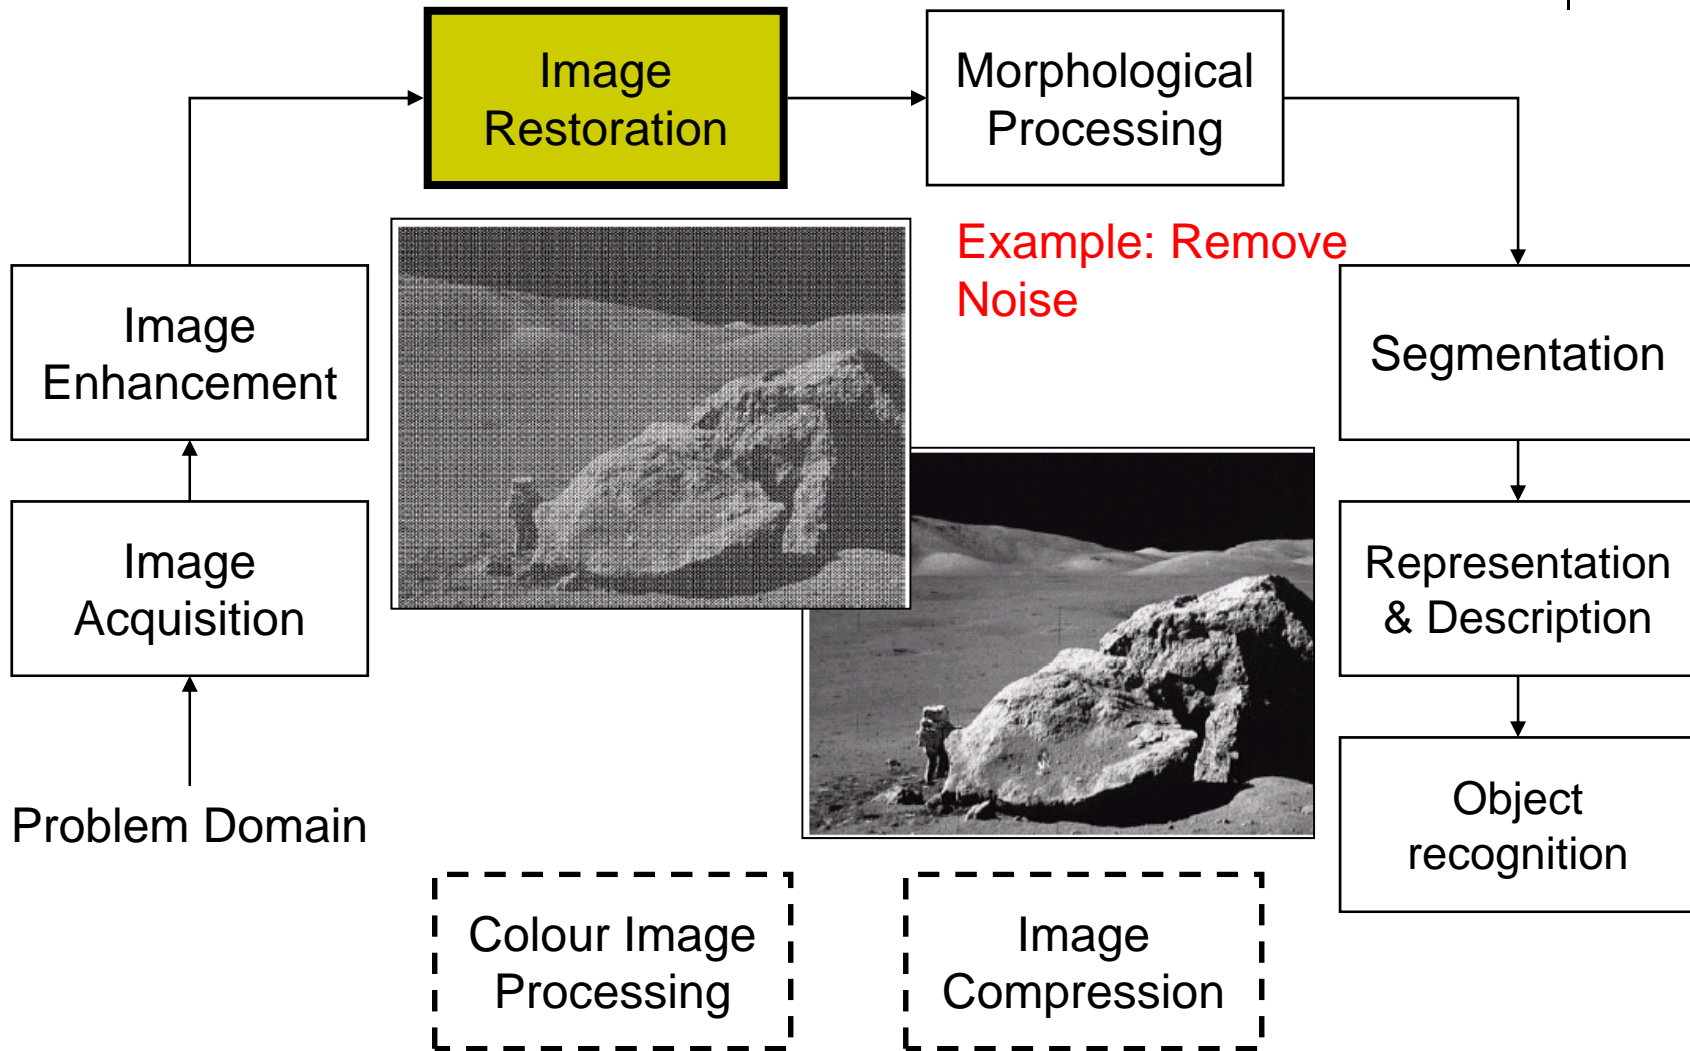 Image
Restoration
Morphological
Processing
Example: Remove
Noise
Image
Enhancement
Segmentation
Image
Acquisition
Representation
& Description
Problem Domain
Object
recognition
Colour Image
Processing
Image
Compression